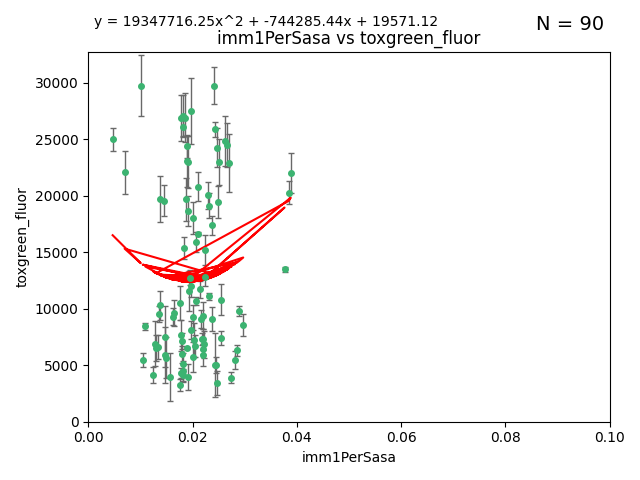 y = 19347716.25x^2 + -744285.44x + 19571.12
N = 90
imm1PerSasa vs toxgreen_fluor
toxgreen_fluor
30000
25000
20000
15000
10000
5000
0
0.00 0.02 0.04 0.06 0.08 0.10
imm1PerSasa